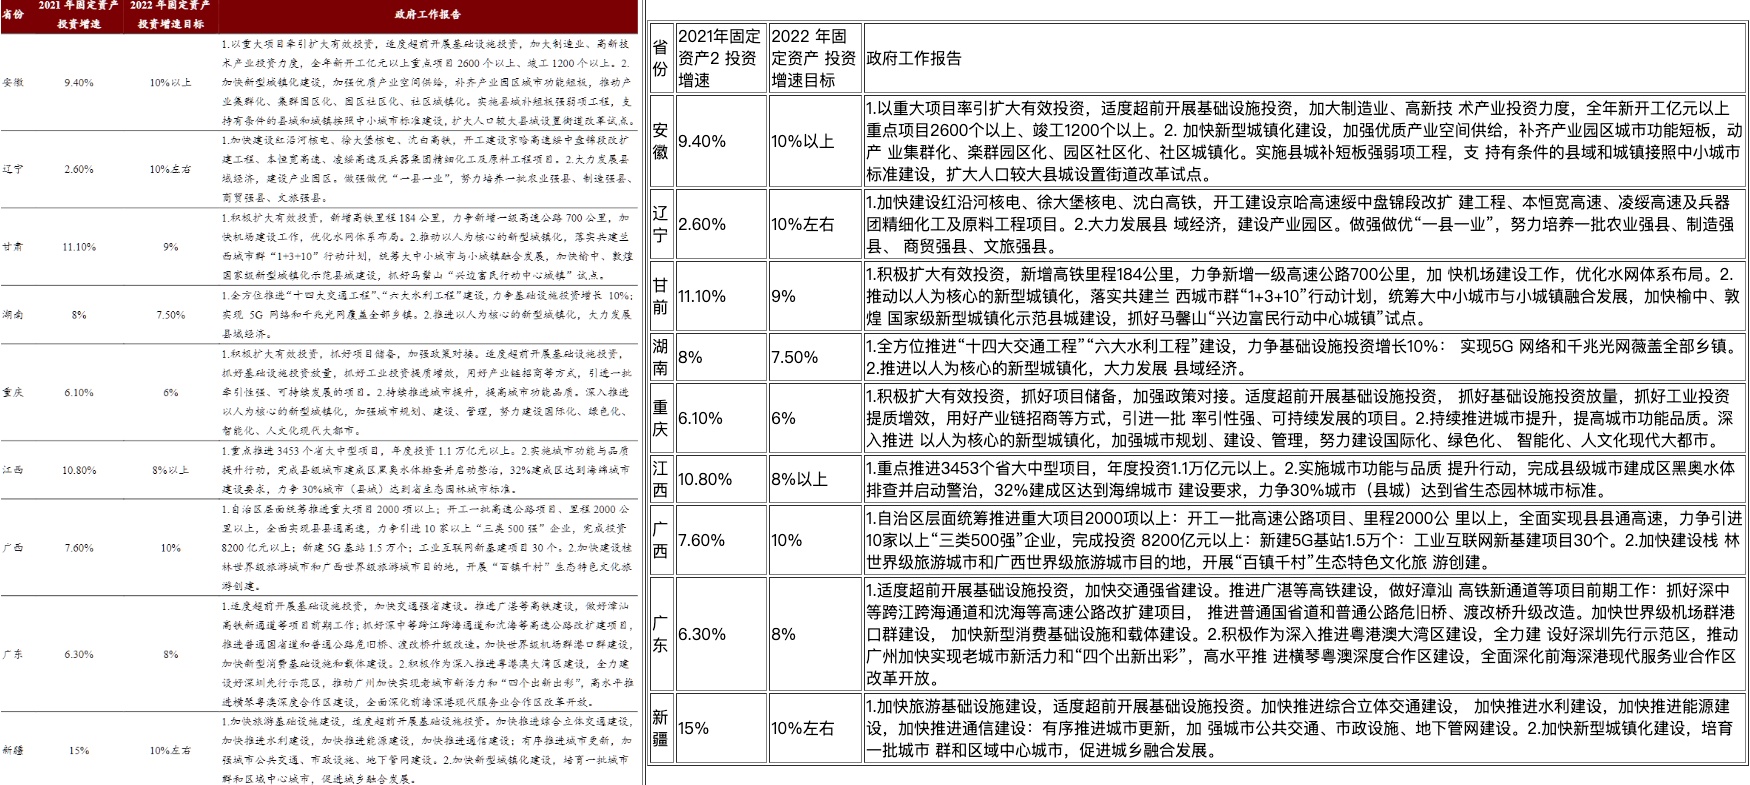 省份
2021 年固定资产
投资增速
2022 年固定资产
投资增速目标
政府工作报告
安徽
9.40%
10%以上
1.以重大项目牵引扩大有效投资，适度超前开展基础设施投资，加大制造业、高新技
术产业投资力度，全年新开工亿元以上重点项目 2600 个以上、竣工 1200 个以上。2.
加快新型城镇化建设，加强优质产业空间供给，补齐产业园区城市功能短板，推动产
业集群化、集群园区化、园区社区化、社区城镇化。实施县城补短板强弱项工程，支
持有条件的县域和城镇按照中小城市标准建设，扩大人口较大县城设置街道改革试点。
辽宁
2.60%
10%左右
1.加快建设红沿河核电、徐大堡核电、沈白高铁，开工建设京哈高速绥中盘锦段改扩
建工程、本恒宽高速、凌绥高速及兵器集团精细化工及原料工程项目。2.大力发展县
域经济，建设产业园区。做强做优“一县一业”，努力培养一批农业强县、制造强县、
商贸强县、文旅强县。
甘肃
11.10%
9%
1.积极扩大有效投资，新增高铁里程 184 公里，力争新增一级高速公路 700 公里，加
快机场建设工作，优化水网体系布局。2.推动以人为核心的新型城镇化，落实共建兰
西城市群“1+3+10”行动计划，统筹大中小城市与小城镇融合发展，加快榆中、敦煌
国家级新型城镇化示范县城建设，抓好马鬃山“兴边富民行动中心城镇”试点。
湖南
8%
7.50%
1.全方位推进“十四大交通工程”、“六大水利工程”建设，力争基础设施投资增长 10%；
实现 5G 网络和千兆光网覆盖全部乡镇。2.推进以人为核心的新型城镇化，大力发展
县域经济。
重庆
6.10%
6%
1.积极扩大有效投资，抓好项目储备，加强政策对接。适度超前开展基础设施投资，
抓好基础设施投资放量，抓好工业投资提质增效，用好产业链招商等方式，引进一批
牵引性强、可持续发展的项目。2.持续推进城市提升，提高城市功能品质。深入推进
以人为核心的新型城镇化，加强城市规划、建设、管理，努力建设国际化、绿色化、
智能化、人文化现代大都市。
江西
10.80%
8%以上
1.重点推进 3453 个省大中型项目，年度投资 1.1 万亿元以上。2.实施城市功能与品质
提升行动，完成县级城市建成区黑臭水体排查并启动整治，32%建成区达到海绵城市
建设要求，力争 30%城市（县城）达到省生态园林城市标准。
广西
7.60%
10%
1.自治区层面统筹推进重大项目 2000 项以上；开工一批高速公路项目、里程 2000 公
里以上，全面实现县县通高速，力争引进 10 家以上“三类 500 强”企业，完成投资
8200 亿元以上；新建 5G 基站 1.5 万个；工业互联网新基建项目 30 个。2.加快建设桂
林世界级旅游城市和广西世界级旅游城市目的地，开展“百镇千村”生态特色文化旅
游创建。
广东
6.30%
8%
1.适度超前开展基础设施投资，加快交通强省建设。推进广湛等高铁建设，做好漳汕
高铁新通道等项目前期工作；抓好深中等跨江跨海通道和沈海等高速公路改扩建项目，
推进普通国省道和普通公路危旧桥、渡改桥升级改造。加快世界级机场群港口群建设，
加快新型消费基础设施和载体建设。2.积极作为深入推进粤港澳大湾区建设，全力建
设好深圳先行示范区，推动广州加快实现老城市新活力和“四个出新出彩”，高水平推
进横琴粤澳深度合作区建设，全面深化前海深港现代服务业合作区改革开放。
新疆
15%
10%左右
1.加快旅游基础设施建设，适度超前开展基础设施投资。加快推进综合立体交通建设，
加快推进水利建设，加快推进能源建设，加快推进通信建设；有序推进城市更新，加
强城市公共交通、市政设施、地下管网建设。2.加快新型城镇化建设，培育一批城市
群和区域中心城市，促进城乡融合发展。
省
份
2021年固定
资产2 投资
增速
2022 年固
定资产 投资
增速目标
政府工作报告
安
徽
9.40%
10%以上
1.以重大项目率引扩大有效投资，适度超前开展基础设施投资，加大制造业、高新技 术产业投资力度，全年新开工亿元以上
重点项目2600个以上、竣工1200个以上。2. 加快新型城镇化建设，加强优质产业空间供给，补齐产业园区城市功能短板，动
产 业集群化、楽群园区化、园区社区化、社区城镇化。实施县城补短板强弱项工程，支 持有条件的县域和城镇接照中小城市
标准建设，扩大人口较大县城设置街道改革试点。
辽
宁
2.60%
10%左右
1.加快建设红沿河核电、徐大堡核电、沈白高铁，开工建设京哈高速绥中盘锦段改扩 建工程、本恒宽高速、凌绥高速及兵器
团精细化工及原料工程项目。2.大力发展县 域经济，建设产业园区。做强做优“一县一业”，努力培养一批农业强县、制造强
县、 商贸强县、文旅强县。
甘
前
11.10%
9%
1.积极扩大有效投资，新增高铁里程184公里，力争新增一级高速公路700公里，加 快机场建设工作，优化水网体系布局。2.
推动以人为核心的新型城镇化，落实共建兰 西城市群“1+3+10”行动计划，统筹大中小城市与小城镇融合发展，加快榆中、敦
煌 国家级新型城镇化示范县城建设，抓好马馨山“兴边富民行动中心城镇”试点。
湖
南
8%
7.50%
1.全方位推进“十四大交通工程”“六大水利工程”建设，力争基础设施投资增长10%： 实现5G 网络和千兆光网薇盖全部乡镇。
2.推进以人为核心的新型城镇化，大力发展 县域经济。
重
庆
6.10%
6%
1.积极扩大有效投资，抓好项目储备，加强政策对接。适度超前开展基础设施投资， 抓好基础设施投资放量，抓好工业投资
提质增效，用好产业链招商等方式，引进一批 率引性强、可持续发展的项目。2.持续推进城市提升，提高城市功能品质。深
入推进 以人为核心的新型城镇化，加强城市规划、建设、管理，努力建设国际化、绿色化、 智能化、人文化现代大都市。
江
西
10.80%
8%以上
1.重点推进3453个省大中型项目，年度投资1.1万亿元以上。2.实施城市功能与品质 提升行动，完成县级城市建成区黑奥水体
排查并启动警治，32%建成区达到海绵城市 建设要求，力争30%城市（县城）达到省生态园林城市标准。
广
西
7.60%
10%
1.自治区层面统筹推进重大项目2000项以上：开工一批高速公路项目、里程2000公 里以上，全面实现县县通高速，力争引进
10家以上“三类500强”企业，完成投资 8200亿元以上：新建5G基站1.5万个：工业互联网新基建项目30个。2.加快建设栈 林
世界级旅游城市和广西世界级旅游城市目的地，开展“百镇千村”生态特色文化旅 游创建。
广
东
6.30%
8%
1.适度超前开展基础设施投资，加快交通强省建设。推进广湛等高铁建设，做好漳汕 高铁新通道等项目前期工作：抓好深中
等跨江跨海通道和沈海等高速公路改扩建项目， 推进普通国省道和普通公路危旧桥、渡改桥升级改造。加快世界级机场群港
口群建设， 加快新型消费基础设施和载体建设。2.积极作为深入推进粤港澳大湾区建设，全力建 设好深圳先行示范区，推动
广州加快实现老城市新活力和“四个出新出彩”，高水平推 进横琴粤澳深度合作区建设，全面深化前海深港现代服务业合作区
改革开放。
新
疆
15%
10%左右
1.加快旅游基础设施建设，适度超前开展基础设施投资。加快推进综合立体交通建设， 加快推进水利建设，加快推进能源建
设，加快推进通信建设：有序推进城市更新，加 强城市公共交通、市政设施、地下管网建设。2.加快新型城镇化建设，培育
一批城市 群和区域中心城市，促进城乡融合发展。